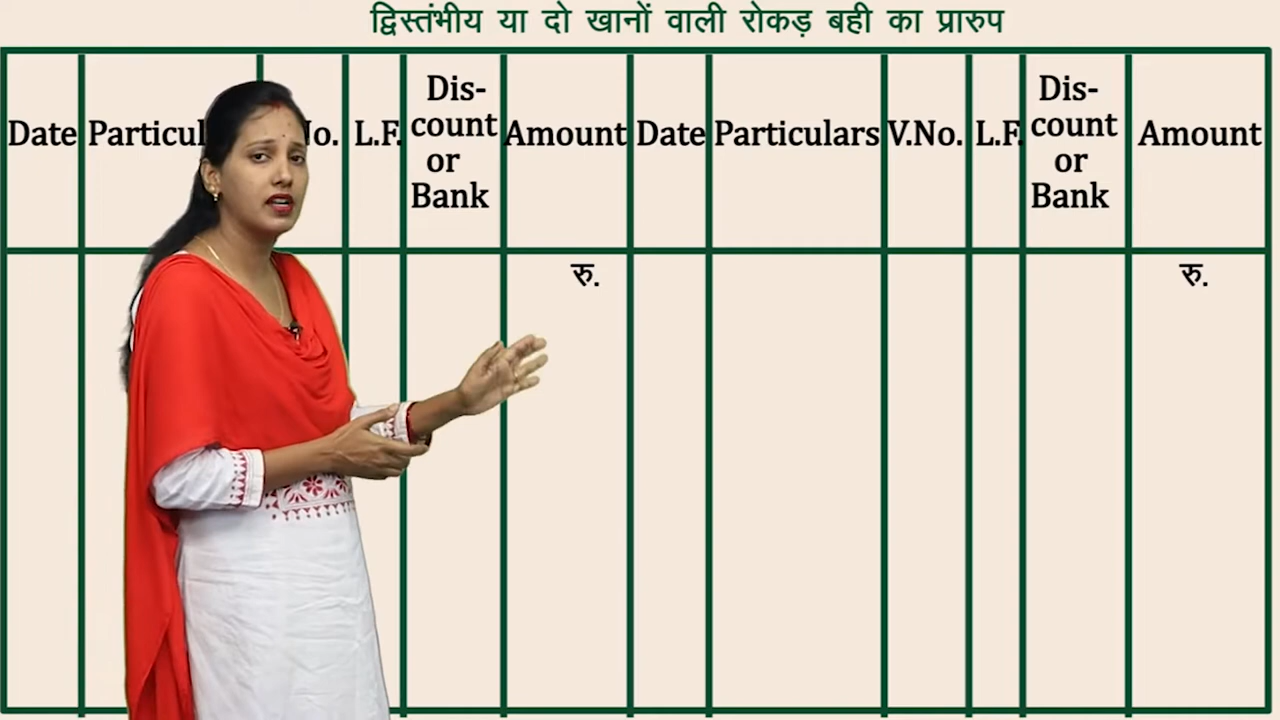 द्विस्तंभीय या दो खानों वाली रोकड़ बही का प्रारुप
Date
L.F.
Dis-
count
or
Bank
Amount
Date
Particulars
V.No.
L.F.
Dis-
count
or
Bank
Amount
रु.
रु.